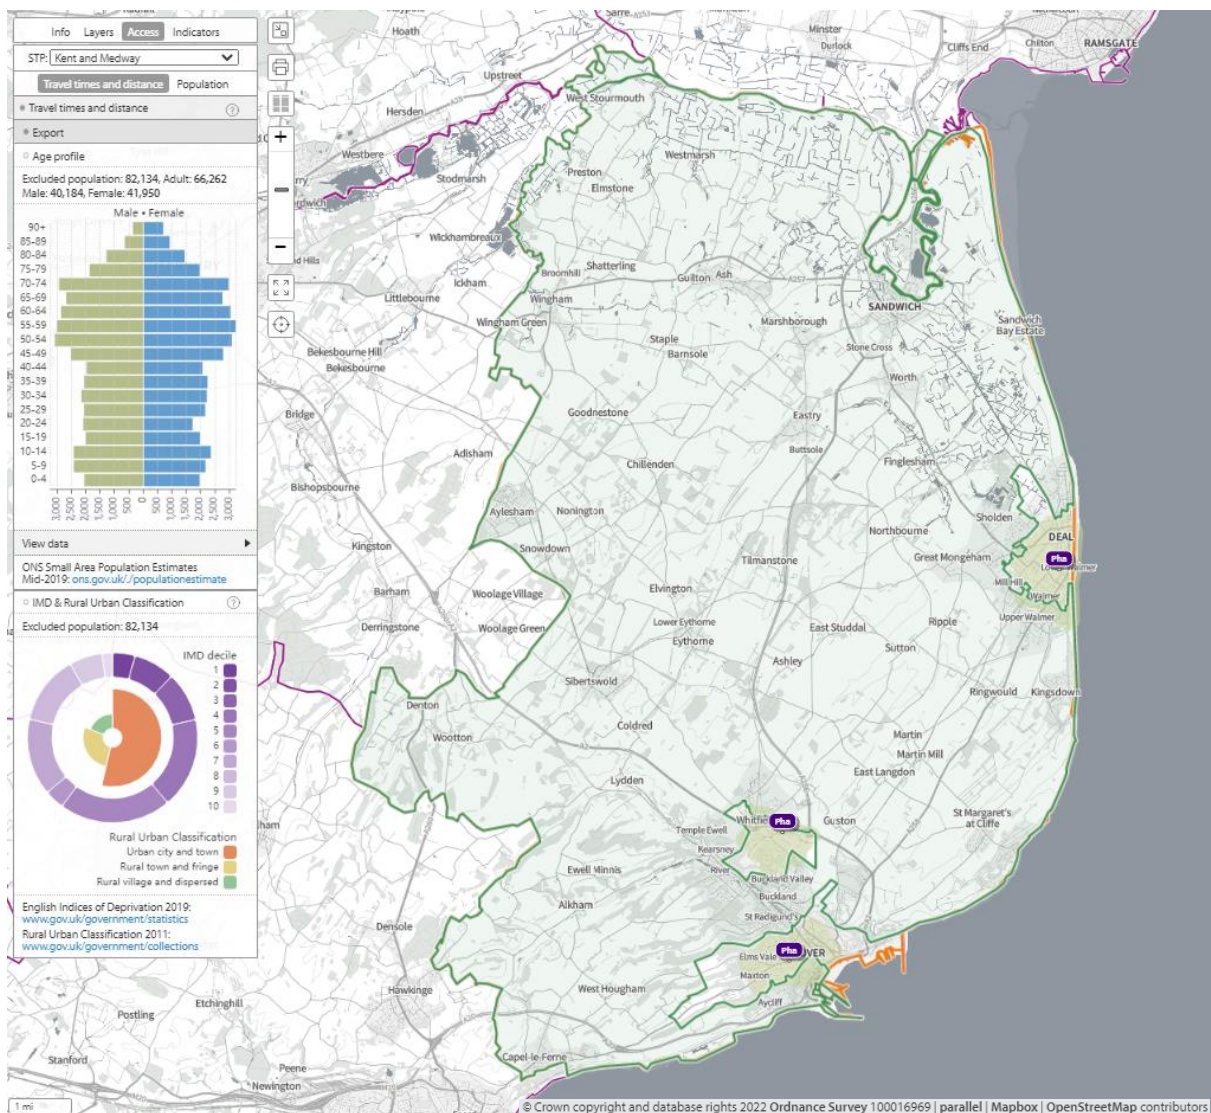 Info Layers Access Indicators
STP: Kent and Medway
Travel times and distance Population
Travel times and distance ?
Export
Age profile
Excluded population: 82,134, Adult: 66,262
Male: 40,184, Female: 41,950
Male • Female
90+
85-89
80-84
75-79
70-74
65-69
60-64
55-59
50-54
45-49
40-44
35-39
30-34
25-29
20-24
15-19
10-14
5-9
0-4
3,000 2,500 2,000 1,500 1,000 500 0 500 1,000 1,500 2,000 2,500 3,000
View data
ONS Small Area Population Estimates
Mid-2019: ons.gov.uk/./populationestimate
IMD & Rural Urban Classification ?
Excluded population: 82,134
IMD decile
1
2
3
4
5
6
7
8
9
10
Rural Urban Classification
Urban city and town
Rural town and fringe
Rural village and dispersed
English Indices of Deprivation 2019:
www.gov.uk/government/statistics
Rural Urban Classification 2011:
www.gov.uk/government/collections
1 mi
+
−
Sarre
A253
Hoath
Minster
Durlock
Cliffs End
Chilton
RAMSGATE
Upstreet
Hersden
West Stourmouth
Westbere
Stodmarsh
Preston
Elmstone
Westmarsh
Wickhambreaux
Broomhill
Shatterling
Guilton
Ash
A257
Ickham
Littlebourne
Wingham
SANDWICH
Wingham Green
Marshborough
Sandwich
Bay Estate
Staple
Barnsole
Stone Cross
Bekesbourne Hill
Bekesbourne
Worth
Bridge
Goodnestone
Eastry
Adisham
Chillenden
Buttsole
Finglesham
Bishopsbourne
Aylesham
Nonington
Sholden
Northbourne
DEAL
Kingston
Snowdown
Tilmanstone
Great Mongeham
Pha
Mill Hill
Walmer
Barham
Woolage Village
Elvington
Upper Walmer
Derringstone
Woolage Green
Lower Eythorne
Eythorne
East Studdal
Ripple
Sutton
Ashley
Sibertswold
Ringwould
Kingsdown
Denton
Wootton
Coldred
Martin
Martin Mill
A2
East Langdon
Lydden
St Margaret's
at Cliffe
Pha
Guston
Temple Ewell
Kearsney
River
Buckland Valley
Ewell Minnis
Buckland
Alkham
St Radigund's
Densole
Pha
Elms Vale
Maxton
West Hougham
Aycliff
Hawkinge
Etchinghill
Postling
Stanford
Capel-le-Ferne
Peene
Newington
© Crown copyright and database rights 2022 Ordnance Survey 100016969 | parallel | Mapbox | OpenStreetMap contributors